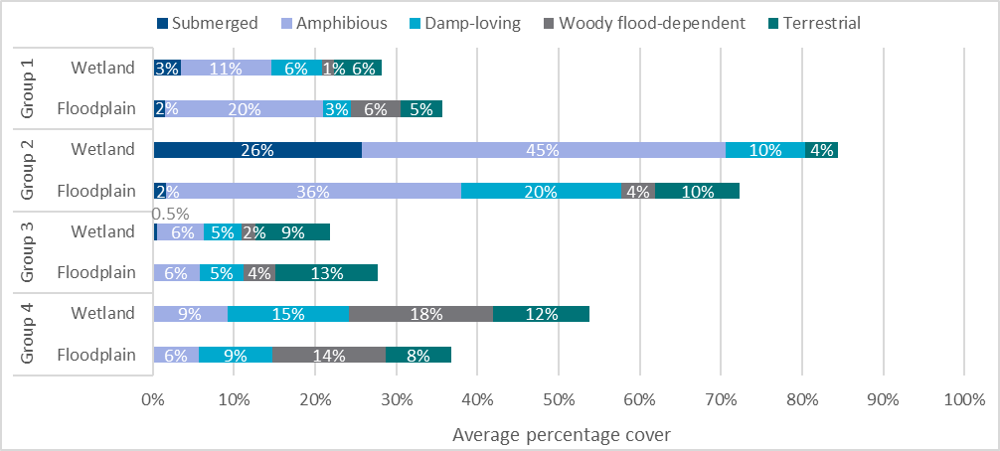 Submerged Amphibious Damp-loving Woody flood-dependent Terrestrial
Group 1
Wetland 3% 11% 6% 1% 6%
Floodplain 2% 20% 3% 6% 5%
Group 2
Wetland 26% 45% 10% 4%
Floodplain 2% 36% 20% 4% 10%
Group 3
0.5%
Wetland 6% 5% 2% 9%
Floodplain 6% 5% 4% 13%
Group 4
Wetland 9% 15% 18% 12%
Floodplain 6% 9% 14% 8%
0% 10% 20% 30% 40% 50% 60% 70% 80% 90% 100%
Average percentage cover